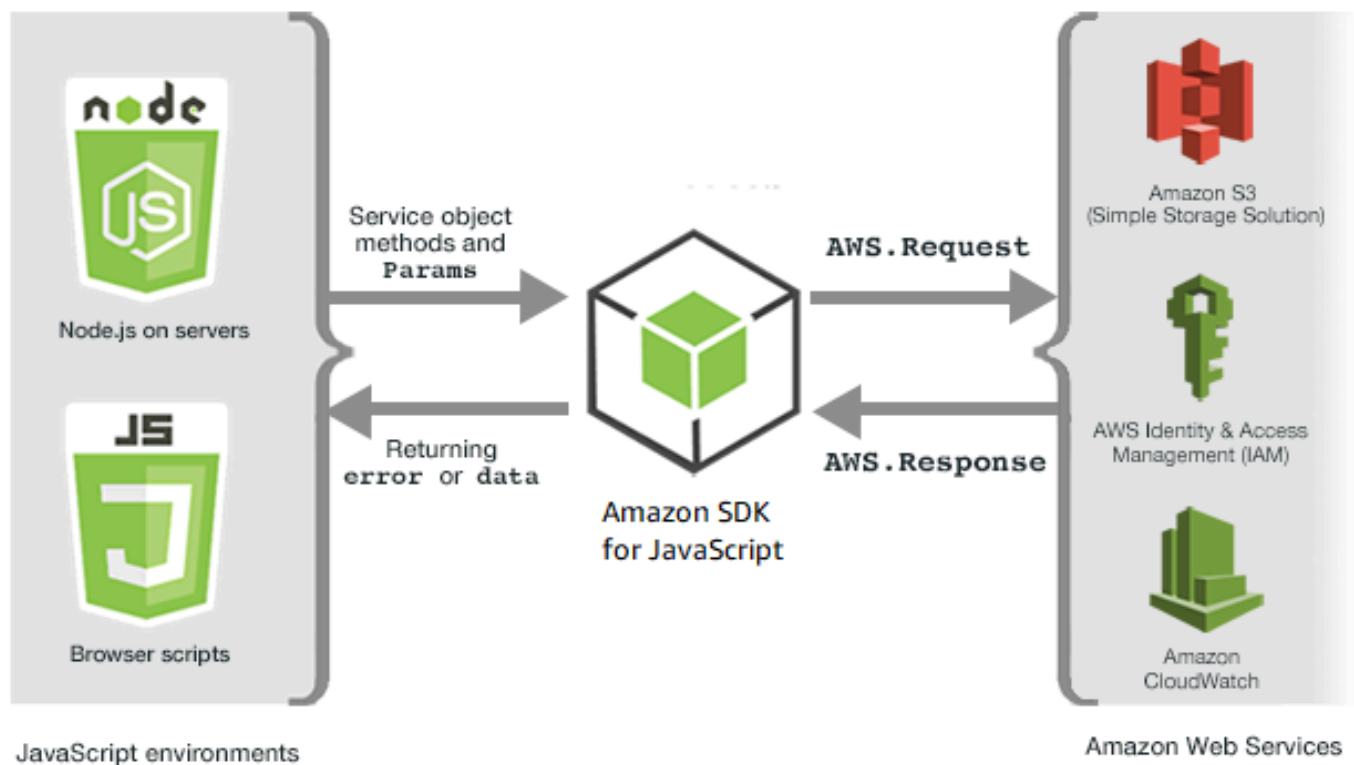 node
JS
Node.js on servers
JS
Browser scripts
JavaScript environments
Service object
methods and
Params
Returning
error or data
Amazon SDK
for JavaScript
AWS.Request
AWS.Response
Amazon S3
(Simple Storage Solution)
AWS Identity & Access
Management (IAM)
Amazon
CloudWatch
Amazon Web Services